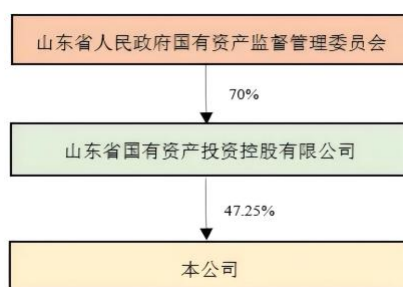 山东省人民政府国有资产监督管理委员会
70%
山东省国有资产投资控股有限公司
47.25%
本公司